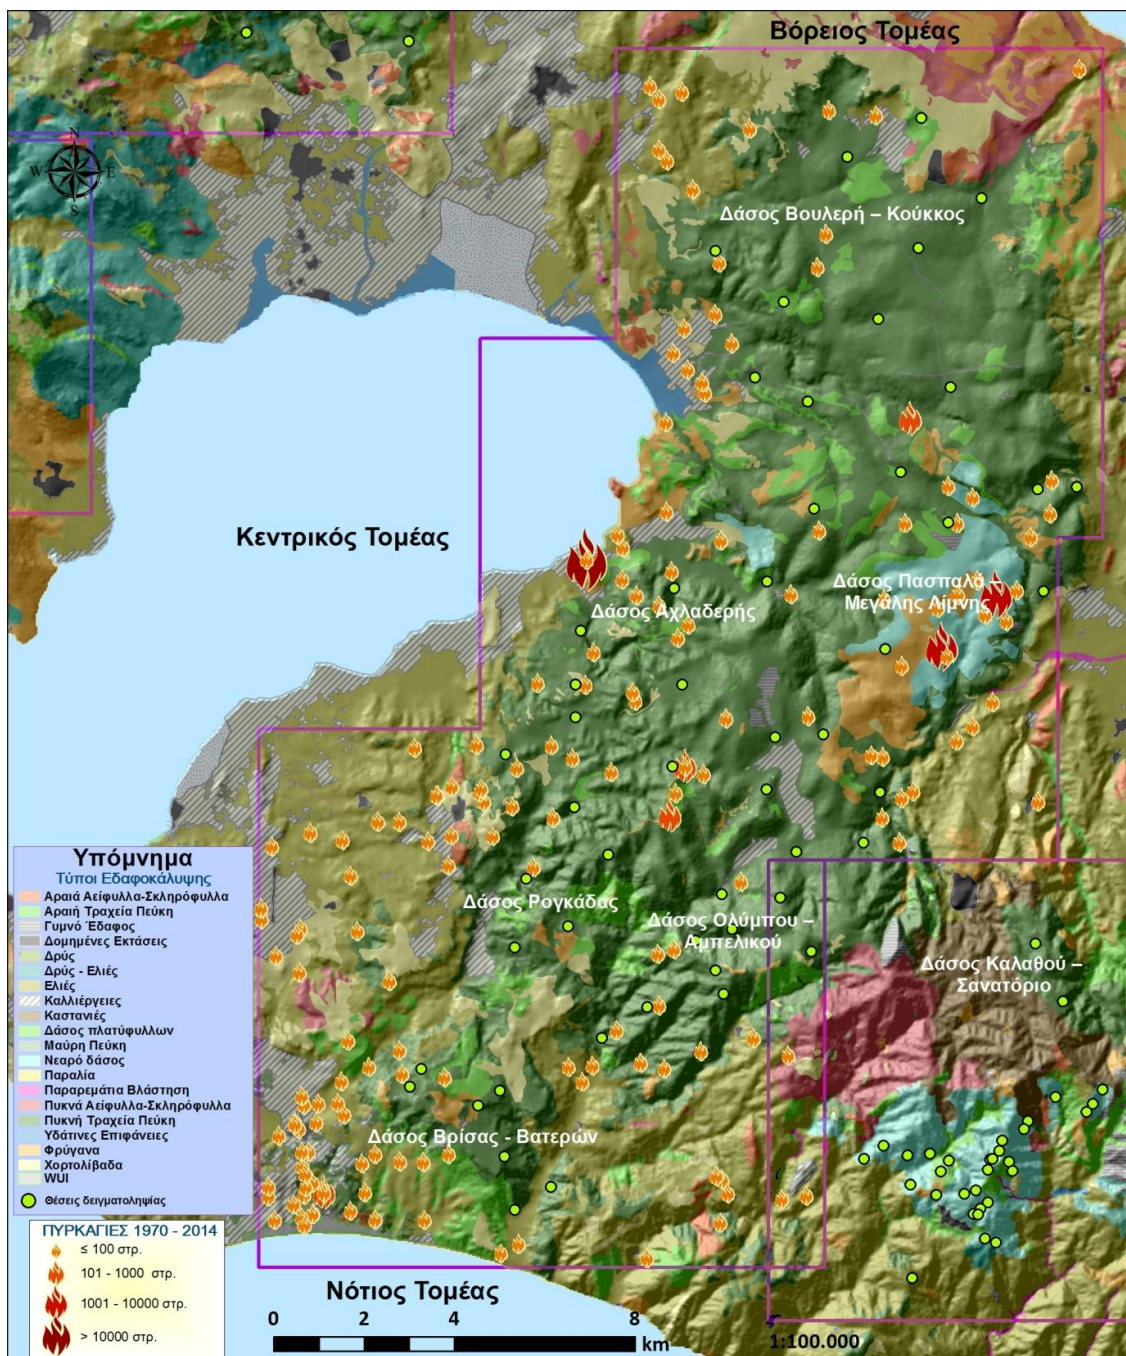 Βόρειος Τομέας
N
W E
S
Δάσος Βουλερή – Κούκκος
Κεντρικός Τομέας
Δάσος Πασπαλά –
Μεγάλης Λίμνης
Δάσος Αχλαδερής
Υπόμνημα
Τύποι Εδαφοκάλυψης
Αραιά Αείφυλλα-Σκληρόφυλλα
Αραιή Τραχεία Πεύκη
Γυμνό Έδαφος
Δομημένες Εκτάσεις
Δρύς
Δρύς - Ελιές
Ελιές
Καλλιέργειες
Καστανιές
Δάσος πλατύφυλλων
Μαύρη Πεύκη
Νεαρό δάσος
Παραλία
Παραρεμάτια Βλάστηση
Πυκνά Αείφυλλα-Σκληρόφυλλα
Πυκνή Τραχεία Πεύκη
Υδάτινες Επιφάνειες
Φρύγανα
Χορτολίβαδα
WUI
Θέσεις δειγματοληψίας
Δάσος Ρογκάδας
Δάσος Ολύμπου –
Αμπελικού
Δάσος Καλαθού –
Σανατόριο
Δάσος Βρίσας - Βατερών
ΠΥΡΚΑΓΙΕΣ 1970 - 2014
≤ 100 στρ.
101 - 1000 στρ.
1001 - 10000 στρ.
> 10000 στρ.
Νότιος Τομέας
0 2 4 8
km
1:100.000